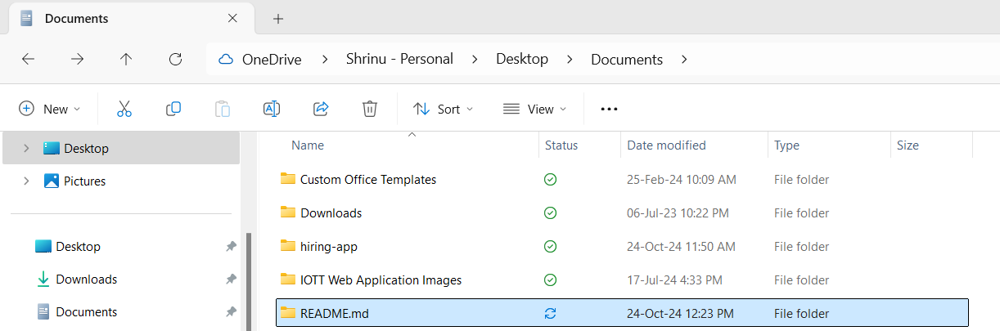 Documents
OneDrive > Shrinu - Personal > Desktop > Documents >
New Sort View
Desktop
Pictures
Desktop
Downloads
Documents
Name Status Date modified Type Size
Custom Office Templates 25-Feb-24 10:09 AM File folder
Downloads 06-Jul-23 10:22 PM File folder
hiring-app 24-Oct-24 11:50 AM File folder
IOTT Web Application Images 17-Jul-24 4:33 PM File folder
README.md 24-Oct-24 12:23 PM File folder